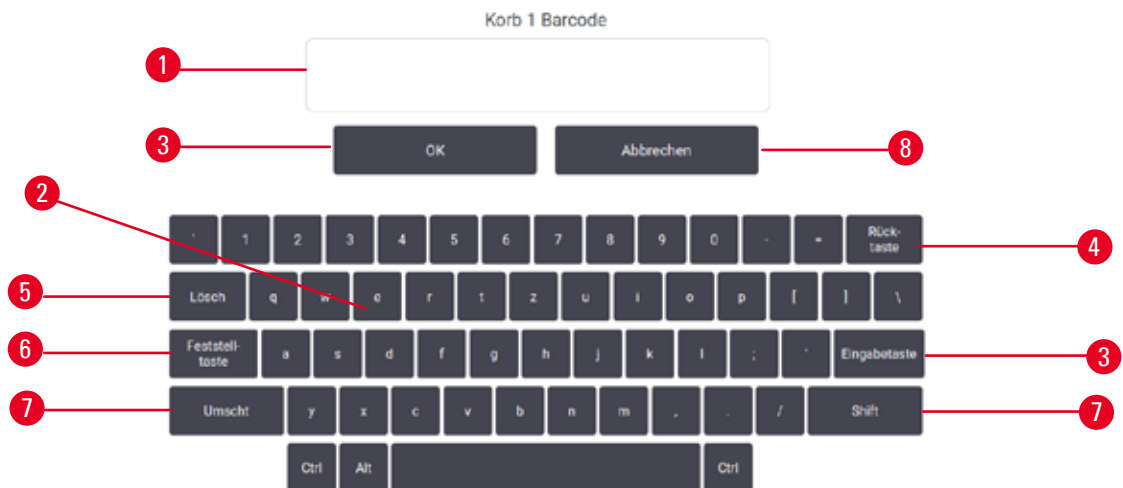 Korb 1 Barcode
1
3 OK Abbrechen 8
2
` 1 2 3 4 5 6 7 8 9 0 - = Rück-
taste 4
5 Lösch q w e r t z u i o p [ ] \
6 Feststell-
taste a s d f g h j k l ; ' Eingabetaste 3
7 Umscht y x c v b n m , . / Shift 7
Ctrl Alt Ctrl